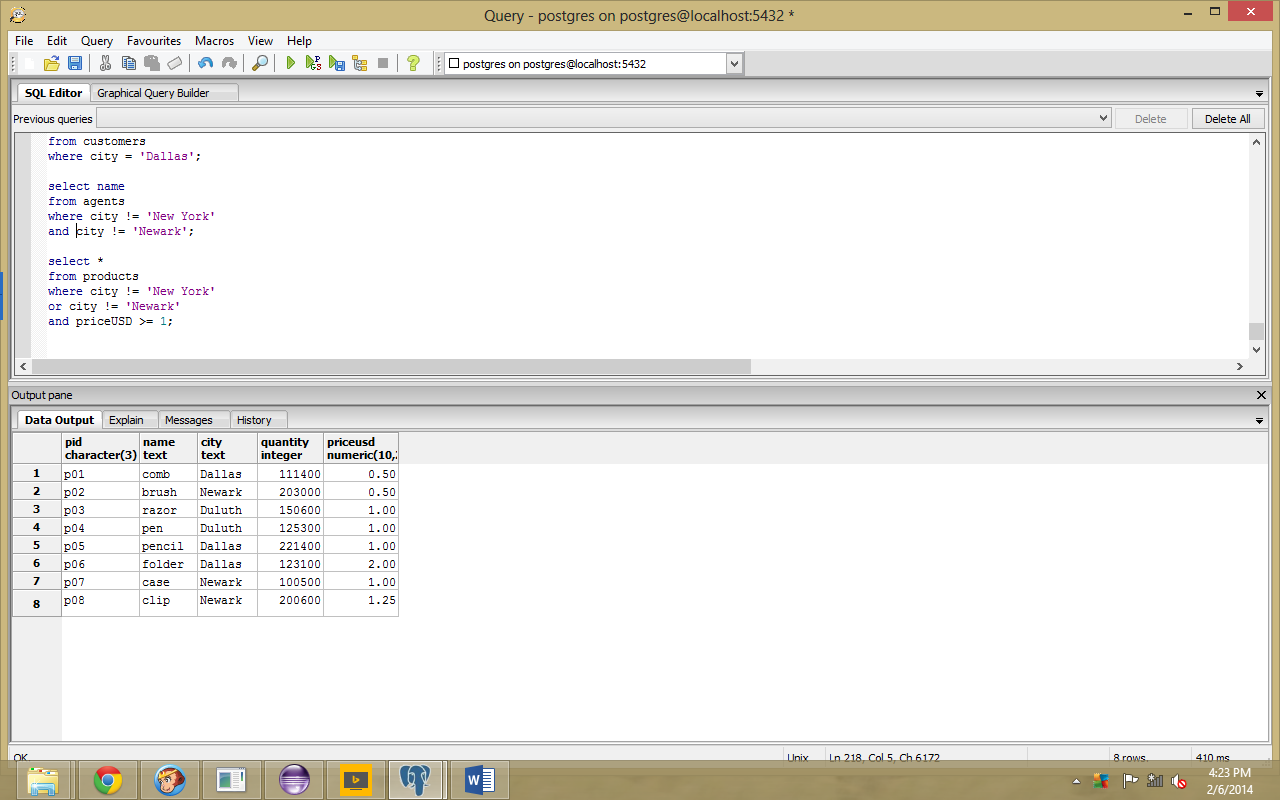 Query - postgres on postgres@localhost:5432 *
File Edit Query Favourites Macros View Help
postgres on postgres@localhost:5432
SQL Editor Graphical Query Builder
Previous queries Delete Delete All
from customers
where city = 'Dallas';
select name
from agents
where city != 'New York'
and city != 'Newark';
select *
from products
where city != 'New York'
or city != 'Newark'
and priceUSD >= 1;
Output pane
Data Output Explain Messages History
pid name city quantity priceusd
character(3) text text integer numeric(10,
1 p01 comb Dallas 111400 0.50
2 p02 brush Newark 203000 0.50
3 p03 razor Duluth 150600 1.00
4 p04 pen Duluth 125300 1.00
5 p05 pencil Dallas 221400 1.00
6 p06 folder Dallas 123100 2.00
7 p07 case Newark 100500 1.00
8 p08 clip Newark 200600 1.25
OK Unix Ln 218, Col 5, Ch 6172 8 rows. 410 ms
4:23 PM
2/6/2014